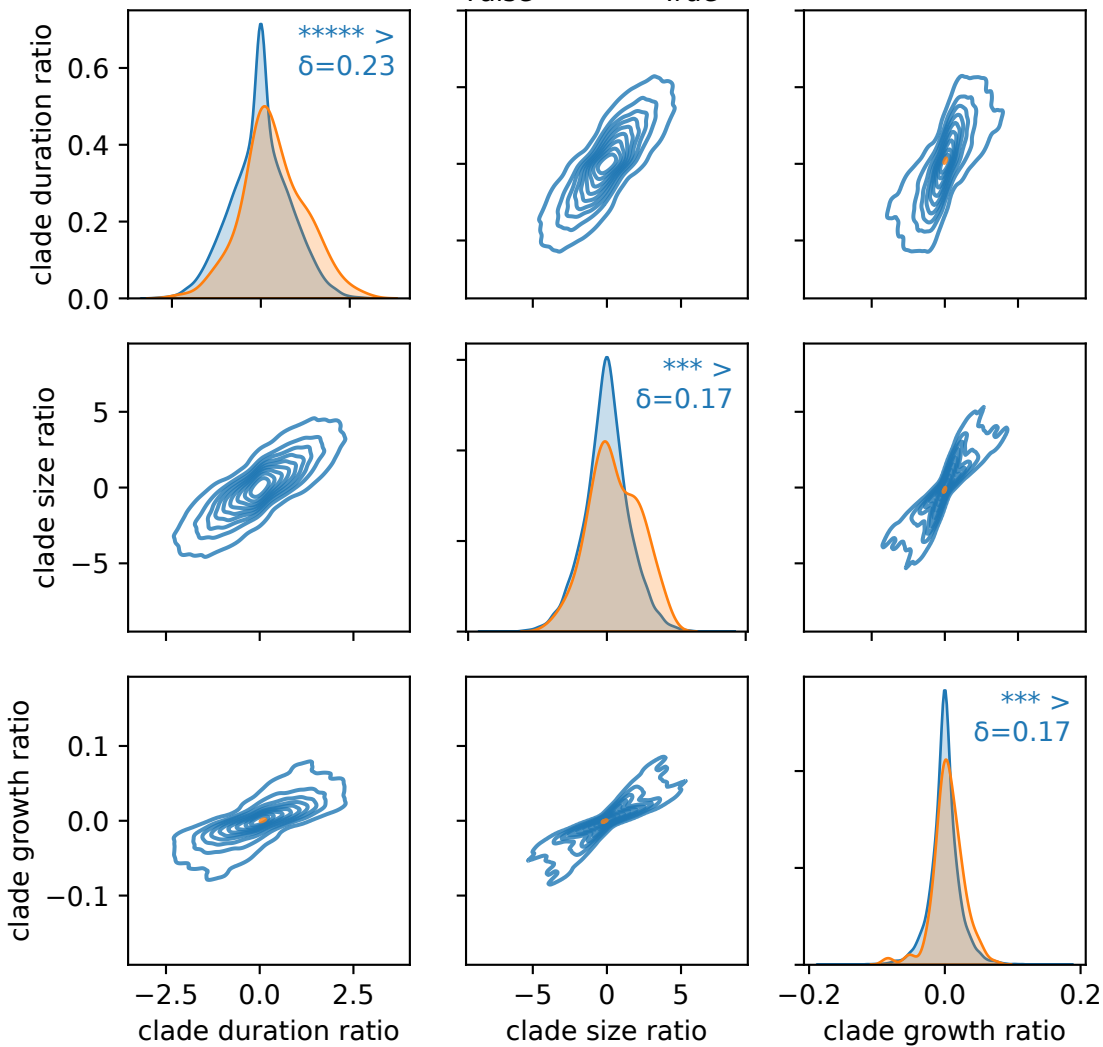 ***** >
δ=0.23
clade duration ratio
0.6
0.4
0.2
0.0
*** >
δ=0.17
clade size ratio
5
0
−5
*** >
δ=0.17
clade growth ratio
0.1
0.0
−0.1
−2.5 0.0 2.5
−5 0 5
−0.2 0.0 0.2
clade duration ratio
clade size ratio
clade growth ratio